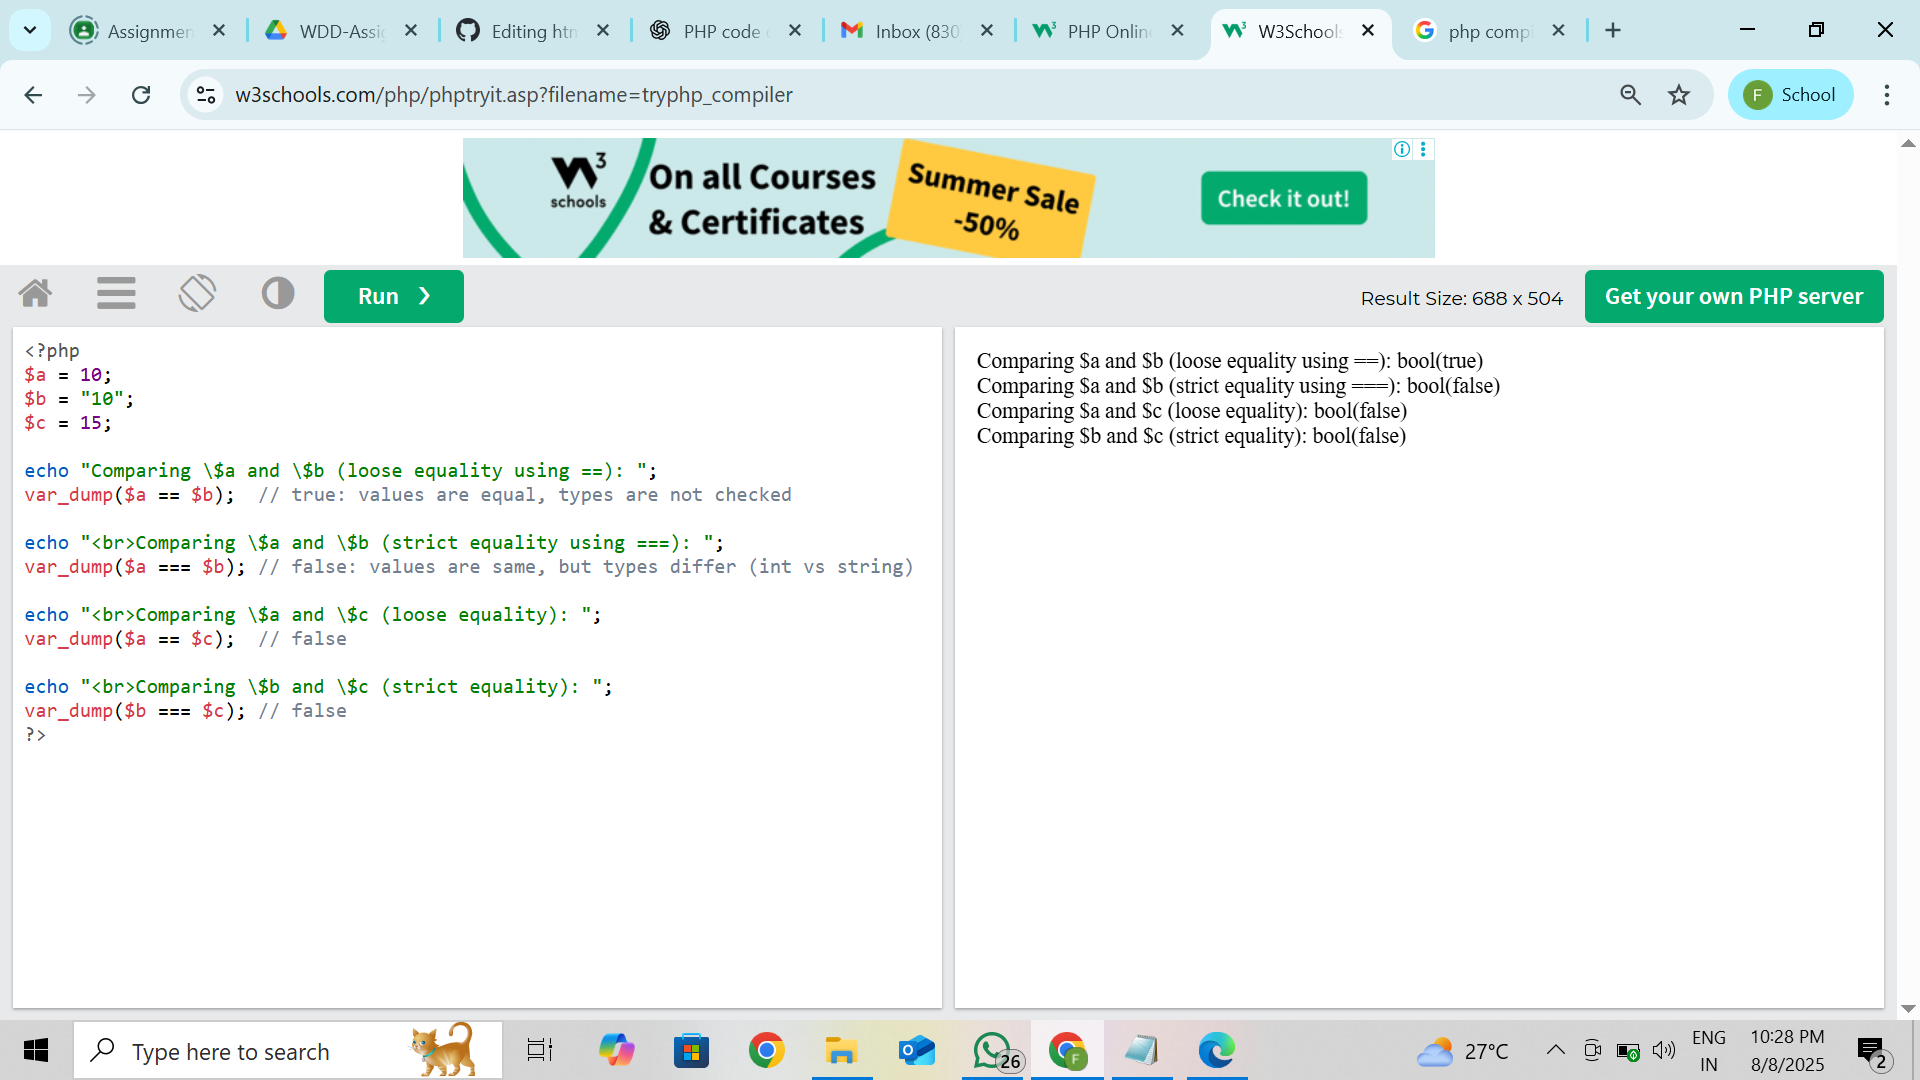 Assignmen
WDD-Assig
Editing htm
PHP code
Inbox (830
PHP Online
W3Schools
php compi
w3schools.com/php/phptryit.asp?filename=tryphp_compiler
F School
W3 schools
On all Courses
& Certificates
Summer Sale
-50%
Check it out!
Run ❯
Result Size: 688 x 504
Get your own PHP server
<?php
$a = 10;
$b = "10";
$c = 15;
echo "Comparing \$a and \$b (loose equality using ==): ";
var_dump($a == $b);  // true: values are equal, types are not checked
echo "<br>Comparing \$a and \$b (strict equality using ===): ";
var_dump($a === $b); // false: values are same, but types differ (int vs string)
echo "<br>Comparing \$a and \$c (loose equality): ";
var_dump($a == $c);  // false
echo "<br>Comparing \$b and \$c (strict equality): ";
var_dump($b === $c); // false
?>
Comparing $a and $b (loose equality using ==): bool(true)
Comparing $a and $b (strict equality using ===): bool(false)
Comparing $a and $c (loose equality): bool(false)
Comparing $b and $c (strict equality): bool(false)
Type here to search
26
F
27°C
ENG
IN
10:28 PM
8/8/2025
2